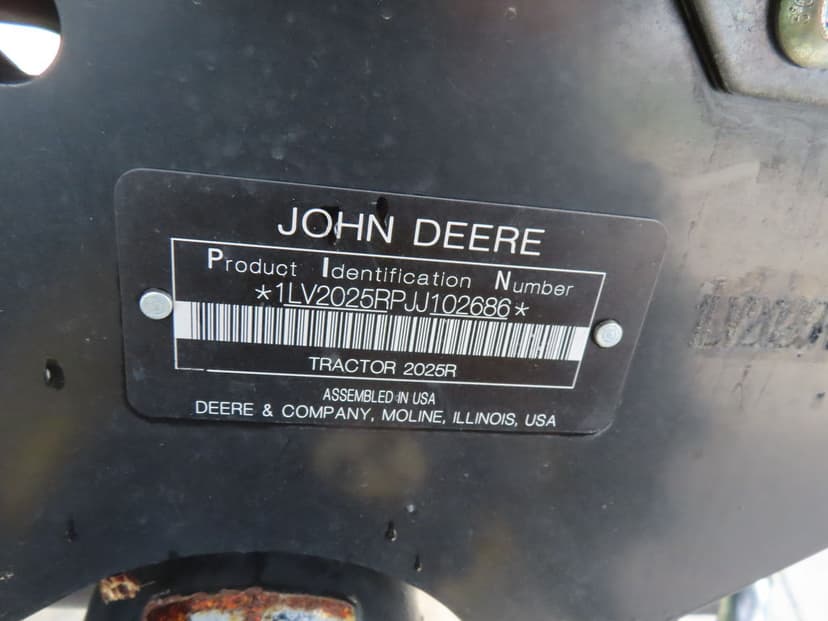 JOHN DEERE
Product Identification Number
*1LV2025RPJJ102686*
TRACTOR 2025R
ASSEMBLED IN USA
DEERE & COMPANY, MOLINE, ILLINOIS, USA